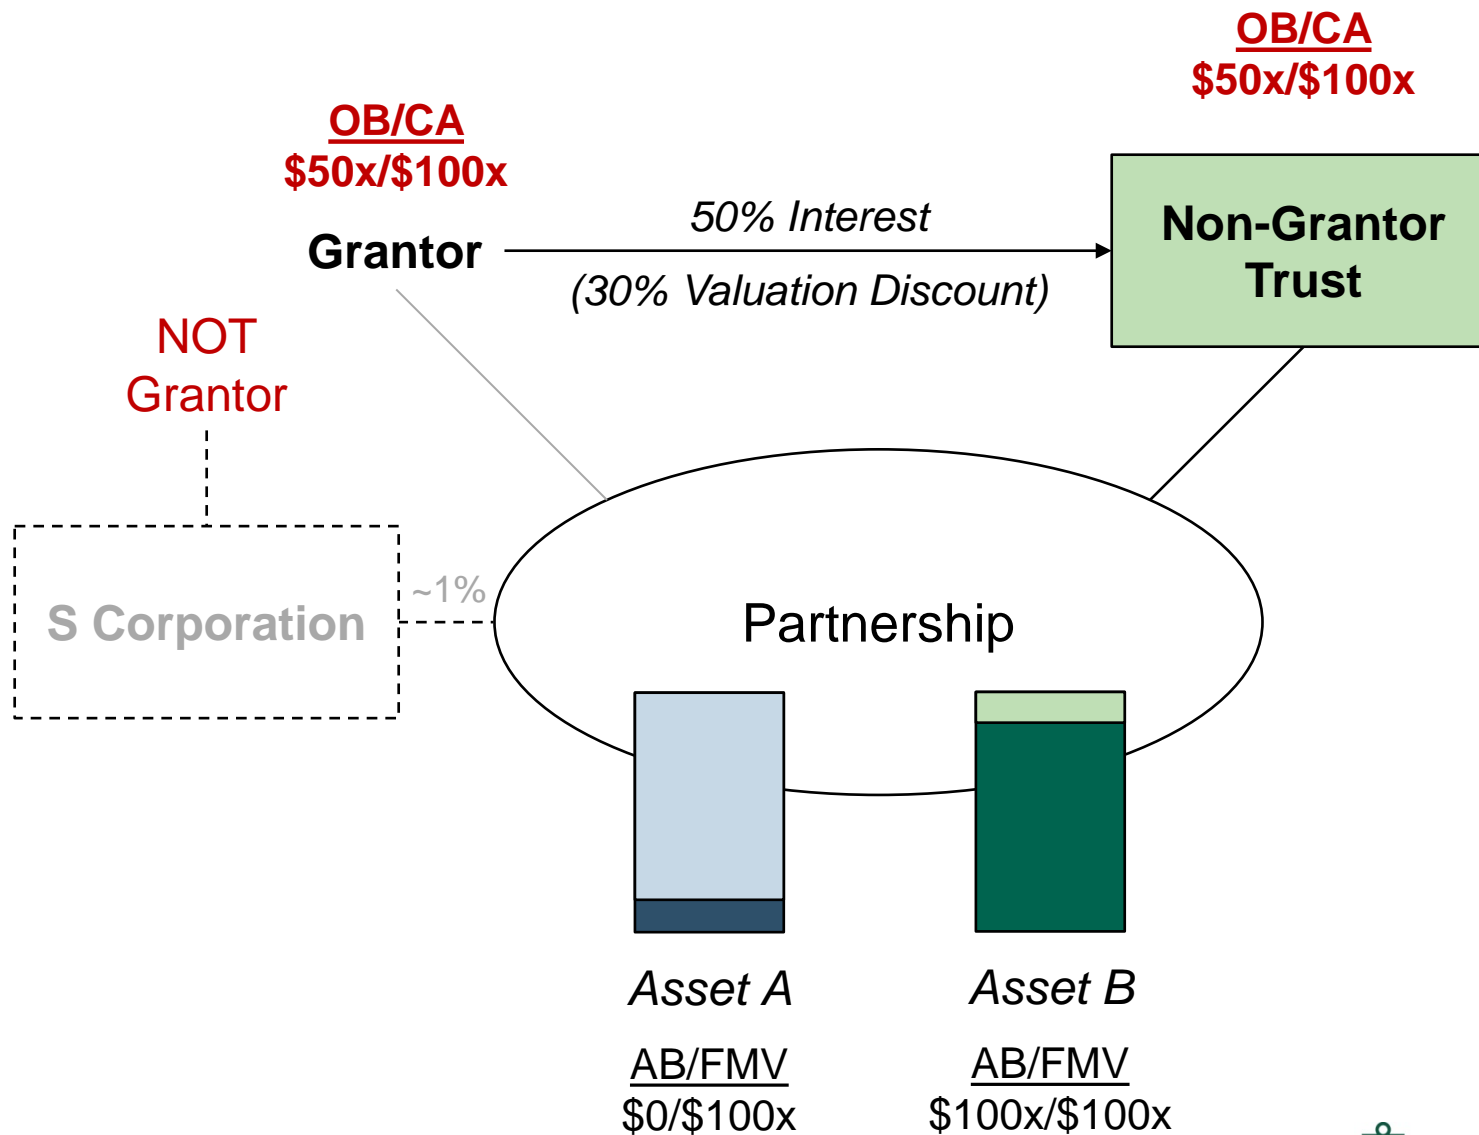 OB/CA
$50x/$100x
OB/CA
$50x/$100x
Grantor
50% Interest
(30% Valuation Discount)
Non-Grantor
Trust
NOT
Grantor
S Corporation
~1%
Partnership
Asset A
AB/FMV
$0/$100x
Asset B
AB/FMV
$100x/$100x